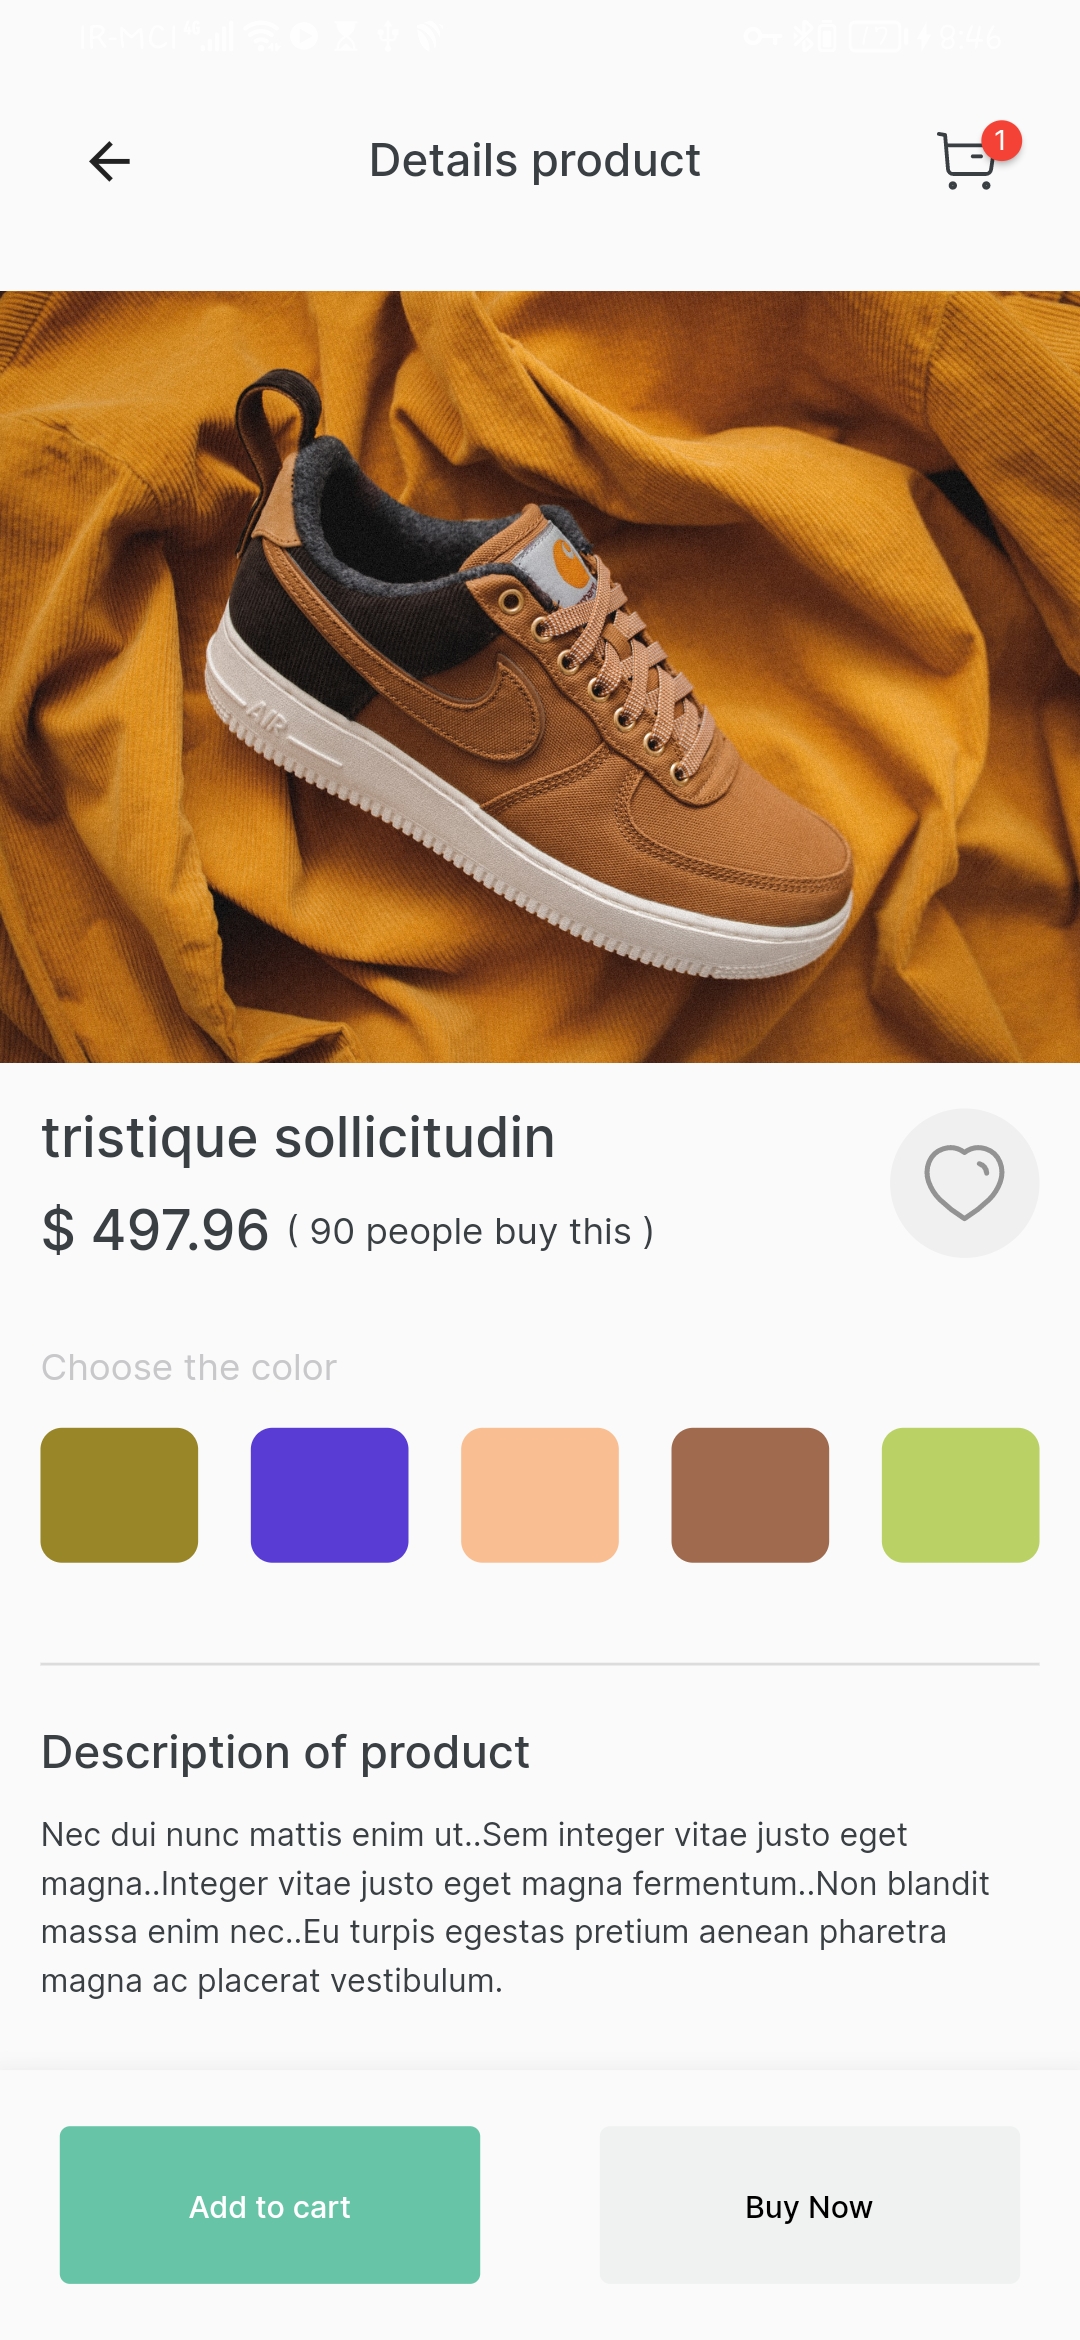 IR-MCI 4G 8:46
Details product
1
AIR
tristique sollicitudin
$ 497.96 ( 90 people buy this )
Choose the color
Description of product
Nec dui nunc mattis enim ut..Sem integer vitae justo eget
magna..Integer vitae justo eget magna fermentum..Non blandit
massa enim nec..Eu turpis egestas pretium aenean pharetra
magna ac placerat vestibulum.
Add to cart
Buy Now